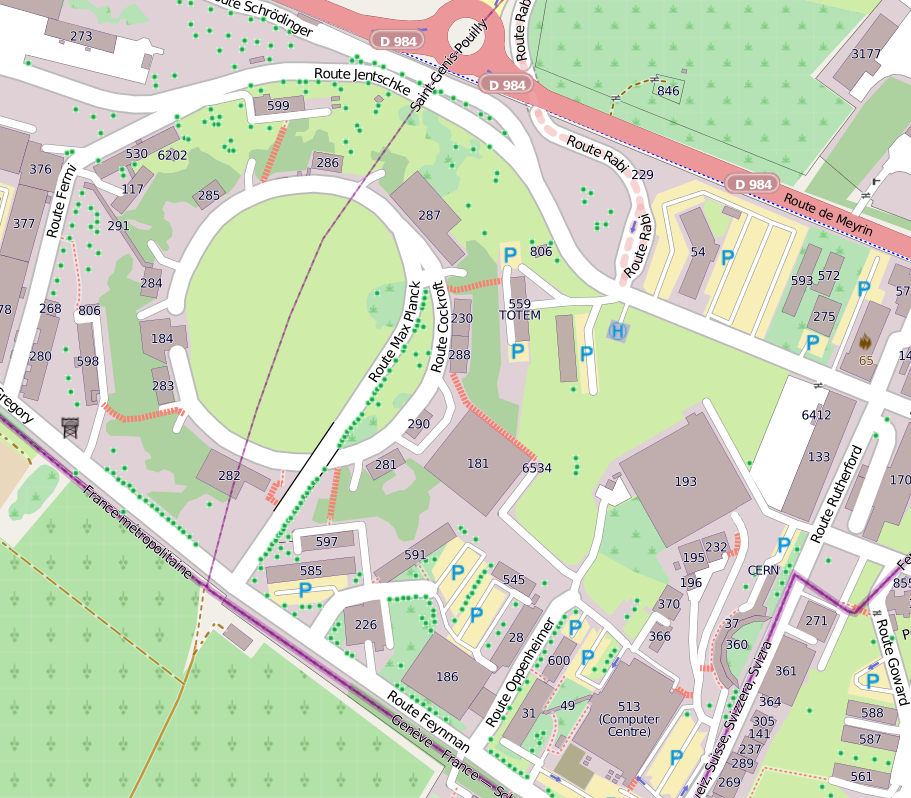 Route Schrödinger
273
D 984
Saint-Genis-Pouilly
Route Rabi
3177
Route Jentschke
D 984
846
599
Route Rabi
530
6202
376
286
D 984
229
117
285
Route Fermi
Route de Meyrin
377
291
287
Route Rabi
54
P
806
P
593
572
284
P
268
806
559
TOTEM
230
275
Route Max Planck
Route Cockroft
H
184
P
P
P
280
598
288
65
283
Gregory
290
6412
133
281
181
6534
282
193
Route Rutherford
170
France métropolitaine
597
P
232
195
591
585
P
545
CERN
P
196
P
226
370
271
37
28
P
366
360
600
P
Route Goward
186
361
P
Route Oppenheimer
31
49
513
(Computer
Centre)
364
588
305
141
587
Route Feynman
237
P
289
269
561
Genève - France
Suisse, Svizzera, Svizra